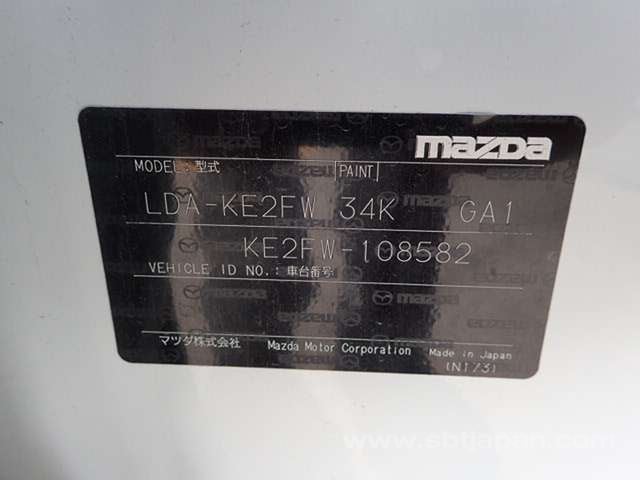 mazda
MODEL:型式 PAINT
LDA-KE2FW 34K GA1
KE2FW-108582
VEHICLE ID NO.:車台番号
マツダ株式会社 Mazda Motor Corporation Made in Japan
(N173)
www.sbtjapan.com